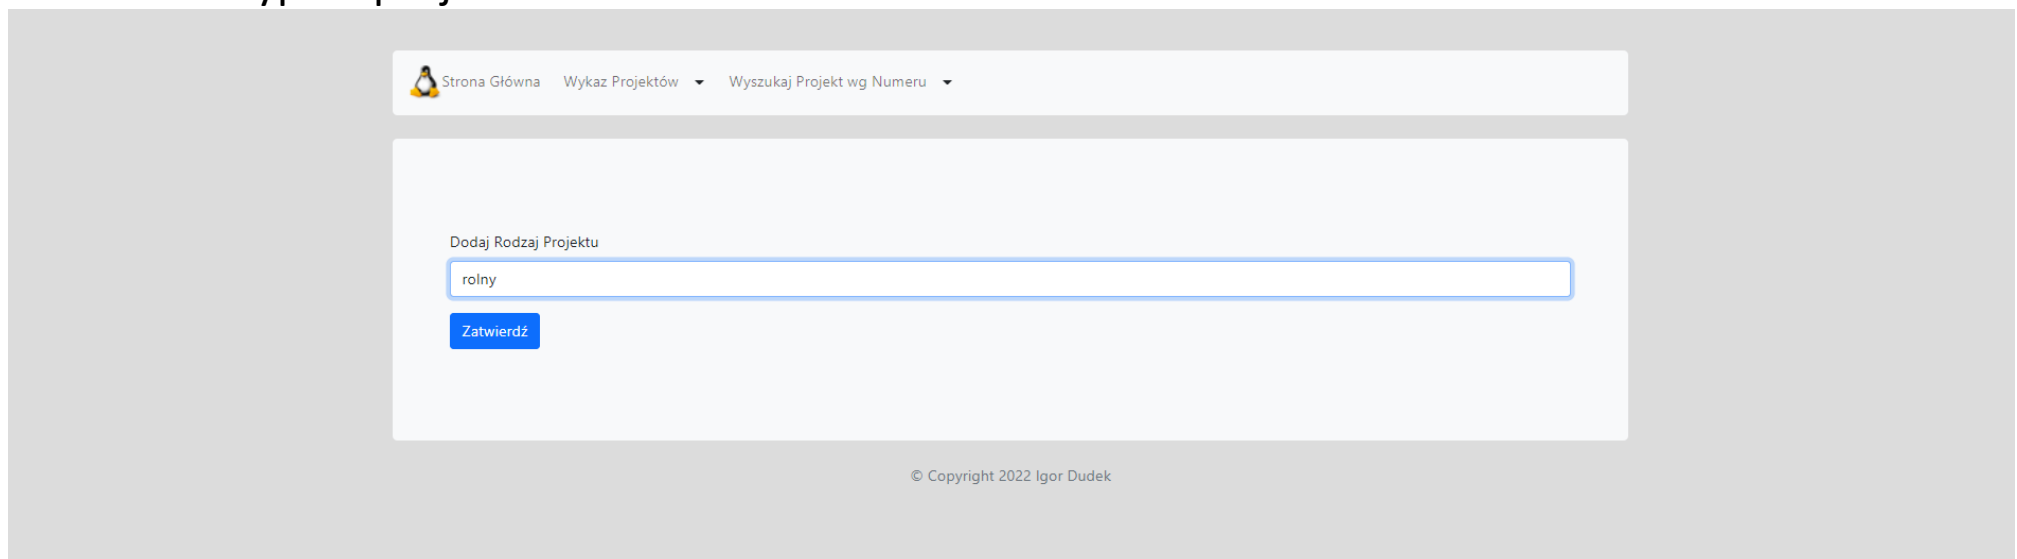 Strona Główna Wykaz Projektów Wyszukaj Projekt wg Numeru
Dodaj Rodzaj Projektu
rolny
Zatwierdź
© Copyright 2022 Igor Dudek